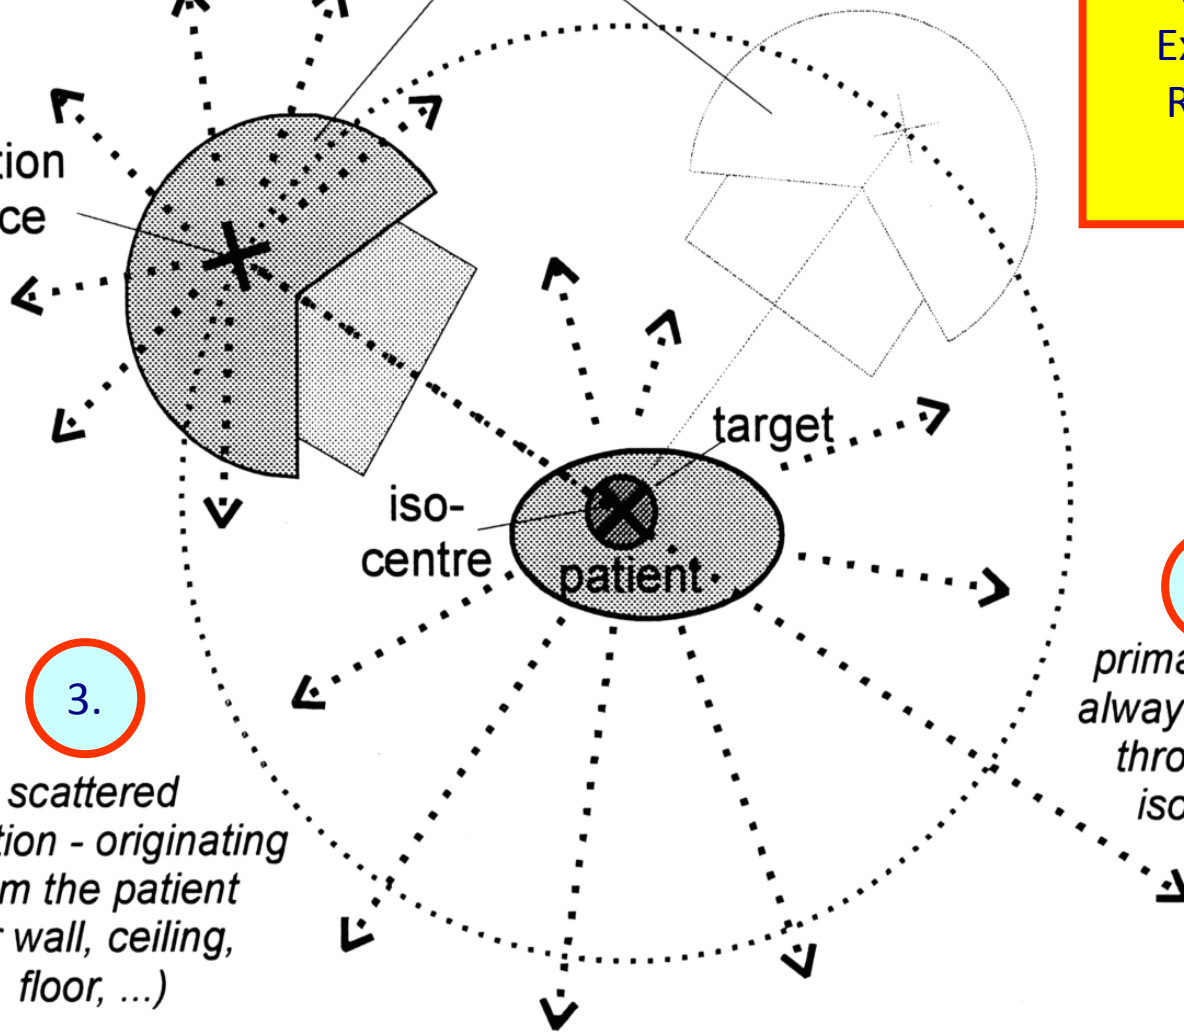 Ex
R
tion
ce
target
iso-
centre
patient
3.
scattered
tion - originating
m the patient
wall, ceiling,
floor, ...)
prima
alway
thro
iso